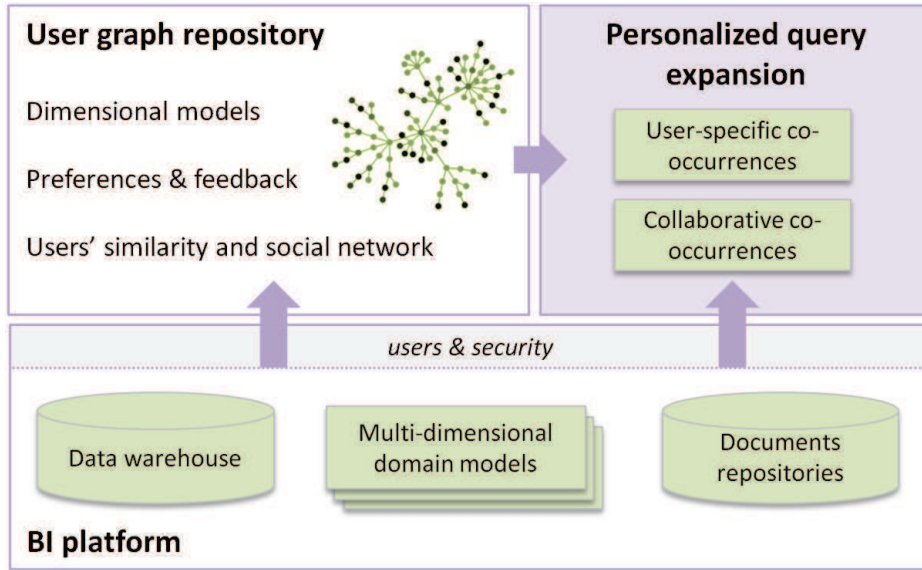 User graph repository
Dimensional models
Preferences & feedback
Users' similarity and social network
Personalized query
expansion
User-specific co-
occurrences
Collaborative co-
occurrences
users & security
Data warehouse
Multi-dimensional
domain models
Documents
repositories
BI platform